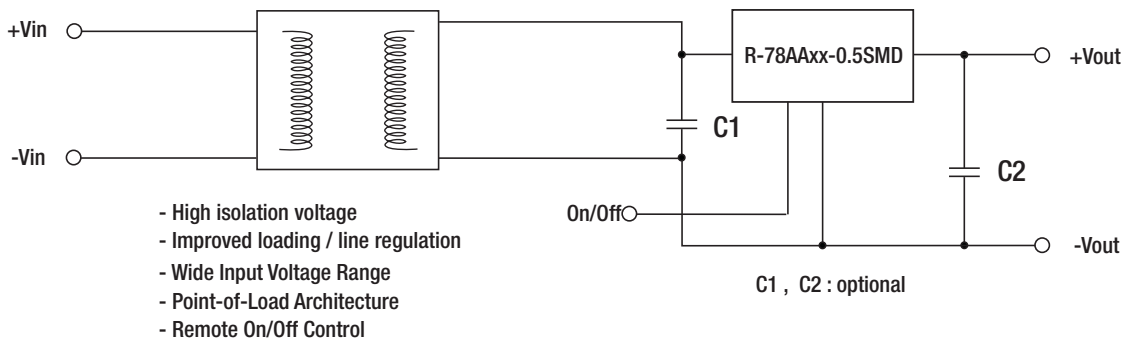 +Vin
R-78AAxx-0.5SMD
+Vout
C1
-Vin
C2
- High isolation voltage
On/Off
- Improved loading / line regulation
-Vout
- Wide Input Voltage Range
C1 , C2 : optional
- Point-of-Load Architecture
- Remote On/Off Control